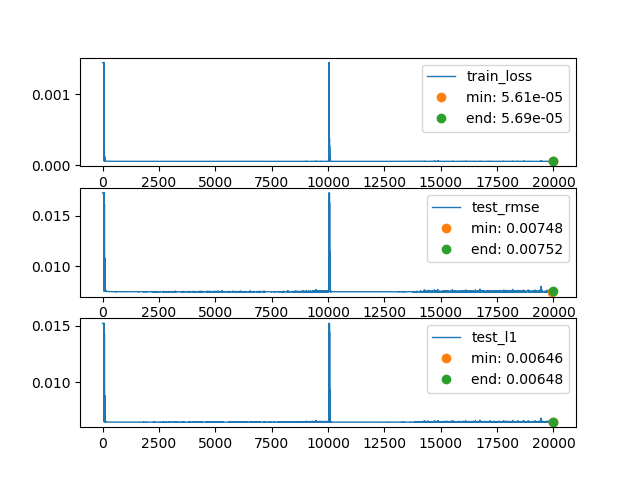 0.001
0.000
train_loss
min: 5.61e-05
end: 5.69e-05
0 2500 5000 7500 10000 12500 15000 17500 20000
0.015
0.010
test_rmse
min: 0.00748
end: 0.00752
0 2500 5000 7500 10000 12500 15000 17500 20000
0.015
0.010
test_l1
min: 0.00646
end: 0.00648
0 2500 5000 7500 10000 12500 15000 17500 20000